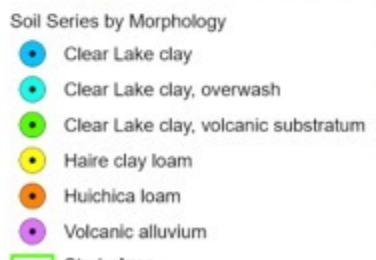 Soil Series by Morphology
Clear Lake clay
Clear Lake clay, overwash
Clear Lake clay, volcanic substratum
Haire clay loam
Huichica loam
Volcanic alluvium